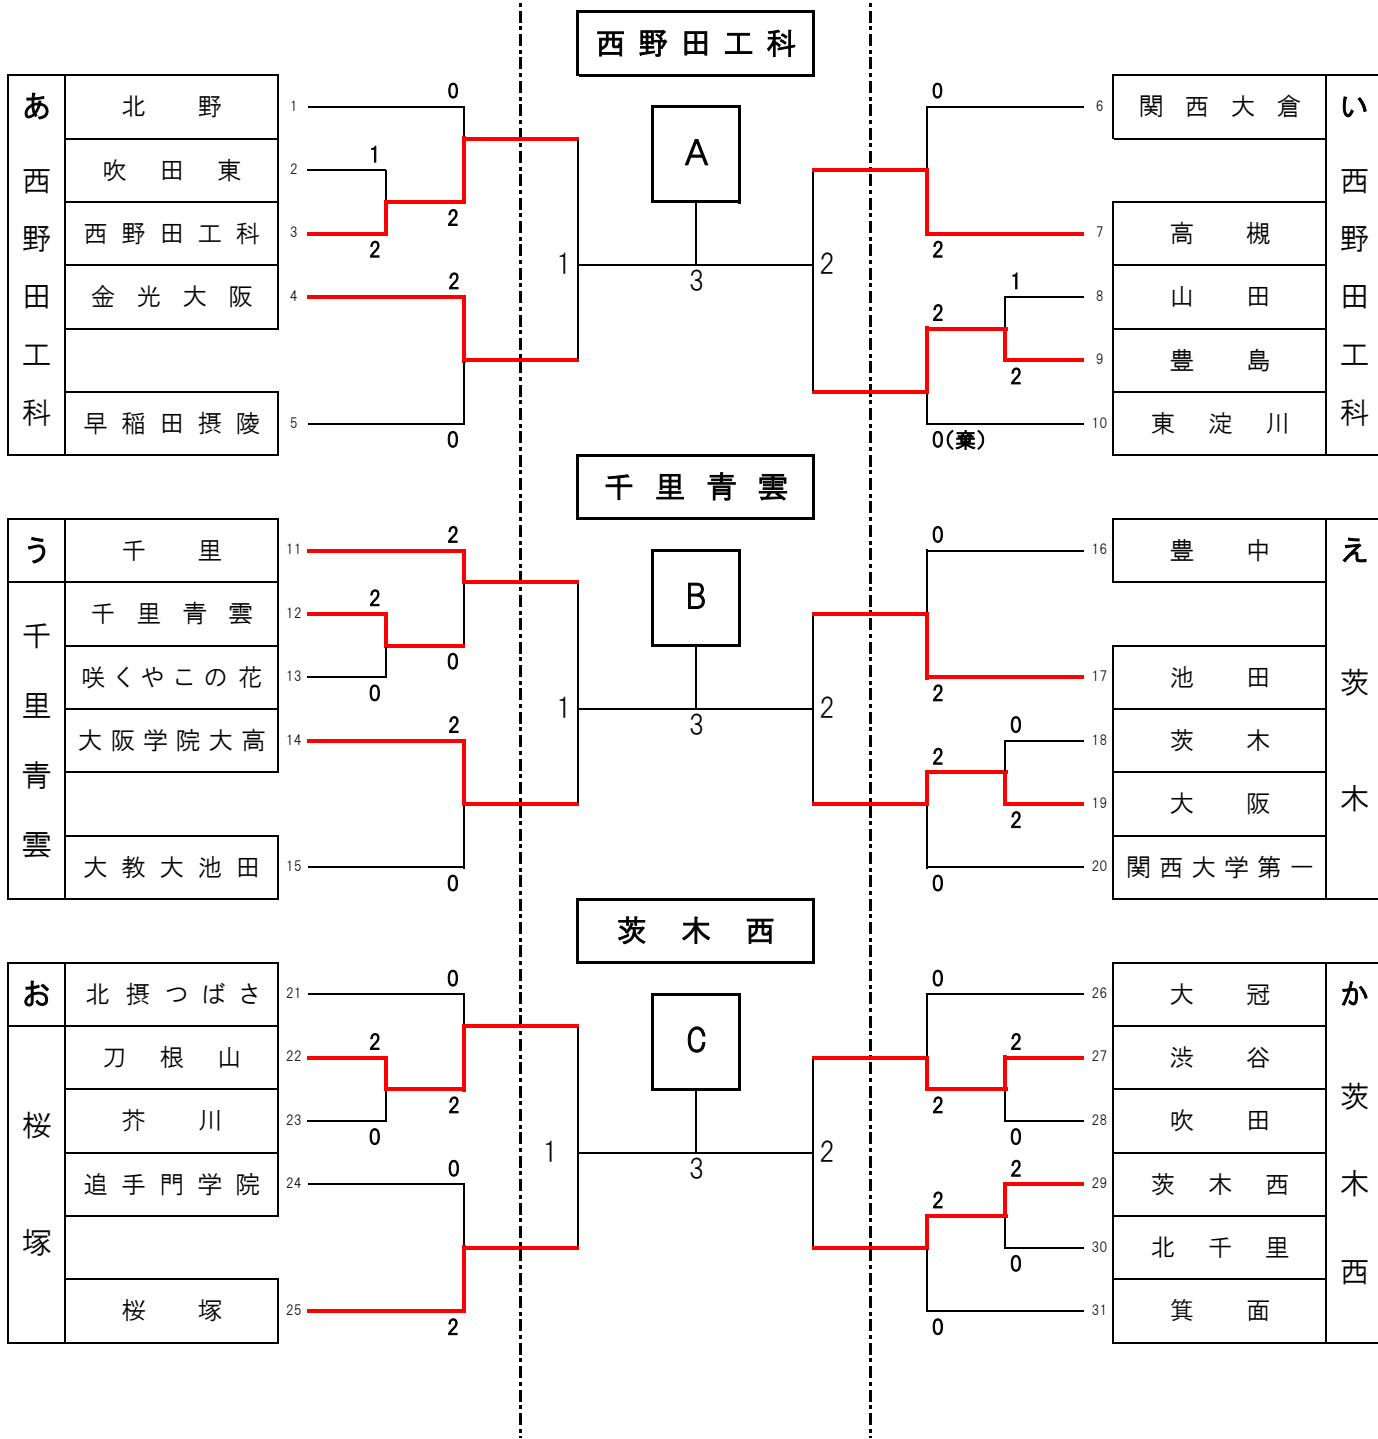 西野田工科
A
1
2
3
あ
西野田工科
北野
1
0
吹田東
2
1
西野田工科
3
2
2
金光大阪
4
2
早稲田摂陵
5
0
い
西野田工科
0
6
関西大倉
2
7
高槻
1
8
山田
2
2
9
豊島
0(棄)
10
東淀川
千里青雲
B
1
2
3
う
千里青雲
千里
11
2
千里青雲
12
2
0
咲くやこの花
13
0
大阪学院大高
14
2
大教大池田
15
0
え
茨木
0
16
豊中
2
17
池田
0
18
茨木
2
2
19
大阪
0
20
関西大学第一
茨木西
C
1
2
3
お
桜塚
北摂つばさ
21
0
刀根山
22
2
2
芥川
23
0
追手門学院
24
0
桜塚
25
2
か
茨木西
0
26
大冠
2
27
渋谷
2
0
28
吹田
2
29
茨木西
2
0
30
北千里
0
31
箕面